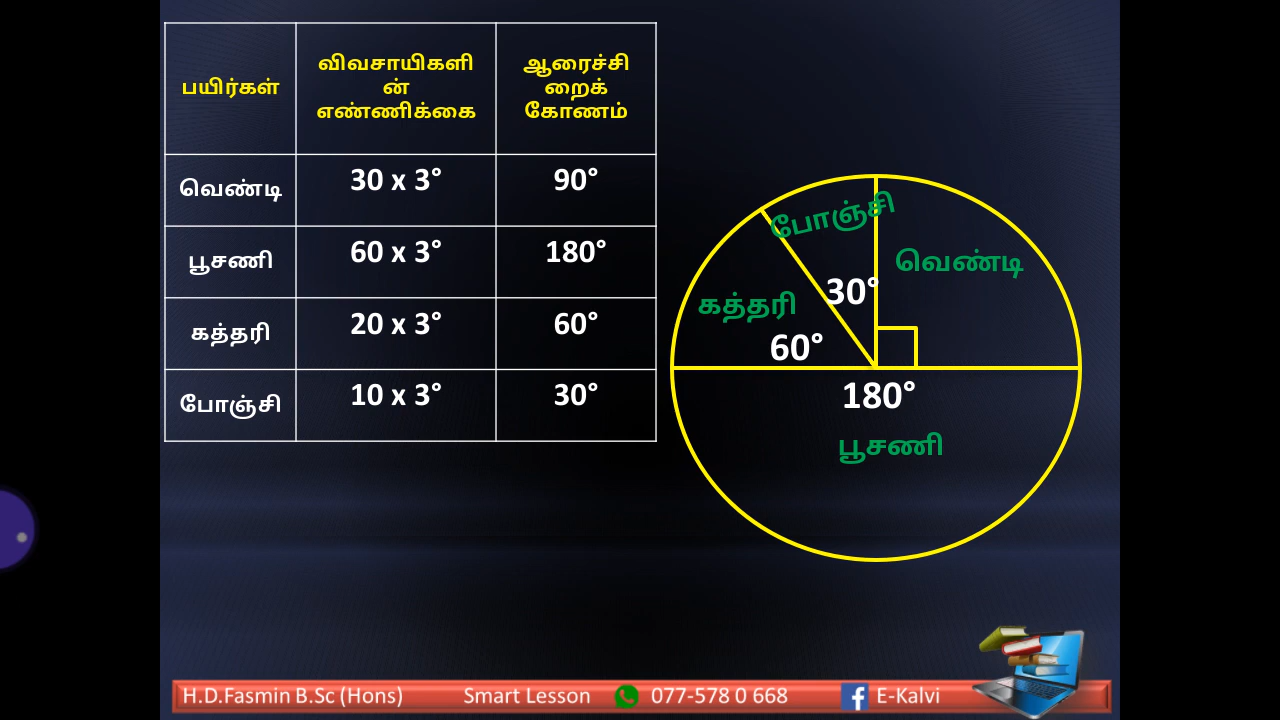 பயிர்கள்
விவசாயிகளி
ன்
எண்ணிக்கை
ஆரைச்சி
றைக்
கோணம்
வெண்டி 30 x 3° 90°
பூசணி 60 x 3° 180°
கத்தரி 20 x 3° 60°
போஞ்சி 10 x 3° 30°
போஞ்சி
வெண்டி
30°
கத்தரி
60°
180°
பூசணி
H.D.Fasmin B.Sc (Hons) Smart Lesson 077-578 0 668 E-Kalvi